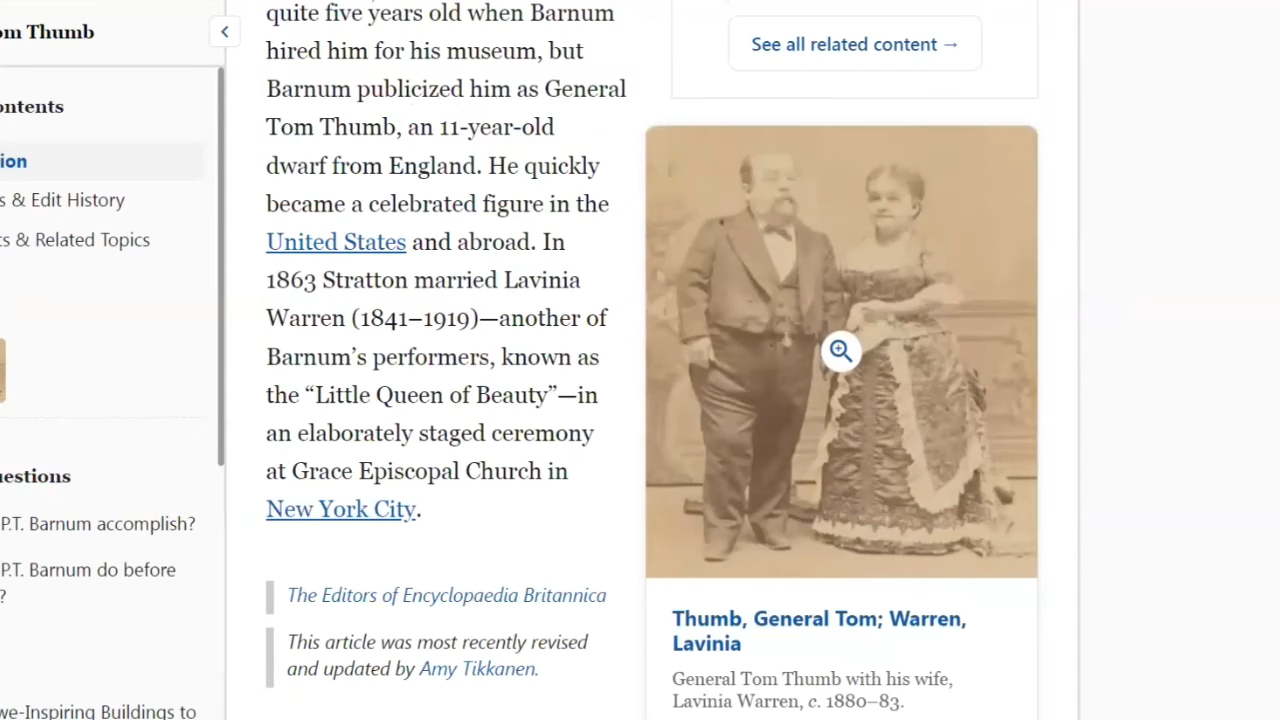 om Thumb
ontents
ion
s & Edit History
ts & Related Topics
uestions
P.T. Barnum accomplish?
P.T. Barnum do before
?
we-Inspiring Buildings to
quite five years old when Barnum
hired him for his museum, but
Barnum publicized him as General
Tom Thumb, an 11-year-old
dwarf from England. He quickly
became a celebrated figure in the
United States and abroad. In
1863 Stratton married Lavinia
Warren (1841–1919)—another of
Barnum’s performers, known as
the “Little Queen of Beauty”—in
an elaborately staged ceremony
at Grace Episcopal Church in
New York City.
The Editors of Encyclopaedia Britannica
This article was most recently revised
and updated by Amy Tikkanen.
See all related content →
Thumb, General Tom; Warren,
Lavinia
General Tom Thumb with his wife,
Lavinia Warren, c. 1880–83.